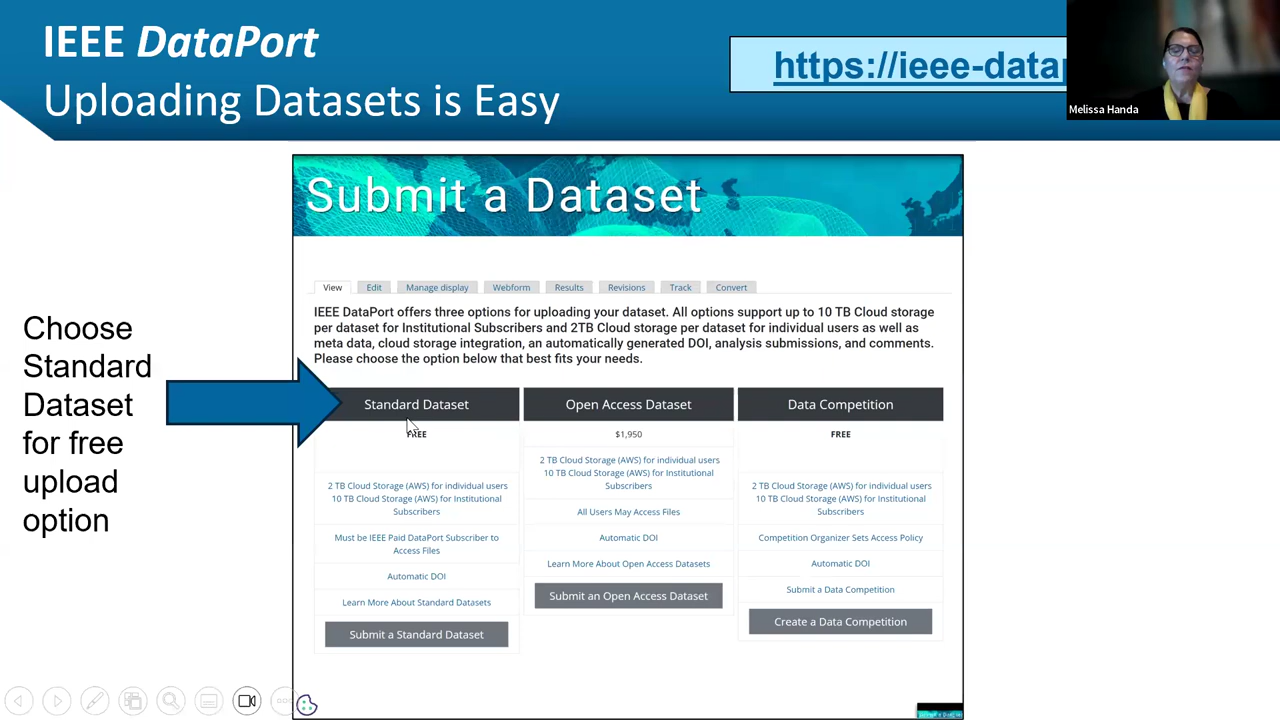 IEEE DataPort
Uploading Datasets is Easy
https://ieee-datap
Melissa Handa
Submit a Dataset
View Edit Manage display Webform Results Revisions Track Convert
IEEE DataPort offers three options for uploading your dataset. All options support up to 10 TB Cloud storage
per dataset for Institutional Subscribers and 2TB Cloud storage per dataset for individual users as well as
meta data, cloud storage integration, an automatically generated DOI, analysis submissions, and comments.
Please choose the option below that best fits your needs.
Choose
Standard
Dataset
for free
upload
option
Standard Dataset
FREE
2 TB Cloud Storage (AWS) for individual users
10 TB Cloud Storage (AWS) for Institutional
Subscribers
Must be IEEE Paid DataPort Subscriber to
Access Files
Automatic DOI
Learn More About Standard Datasets
Submit a Standard Dataset
Open Access Dataset
$1,950
2 TB Cloud Storage (AWS) for individual users
10 TB Cloud Storage (AWS) for Institutional
Subscribers
All Users May Access Files
Automatic DOI
Learn More About Open Access Datasets
Submit an Open Access Dataset
Data Competition
FREE
2 TB Cloud Storage (AWS) for individual users
10 TB Cloud Storage (AWS) for Institutional
Subscribers
Competition Organizer Sets Access Policy
Automatic DOI
Submit a Data Competition
Create a Data Competition